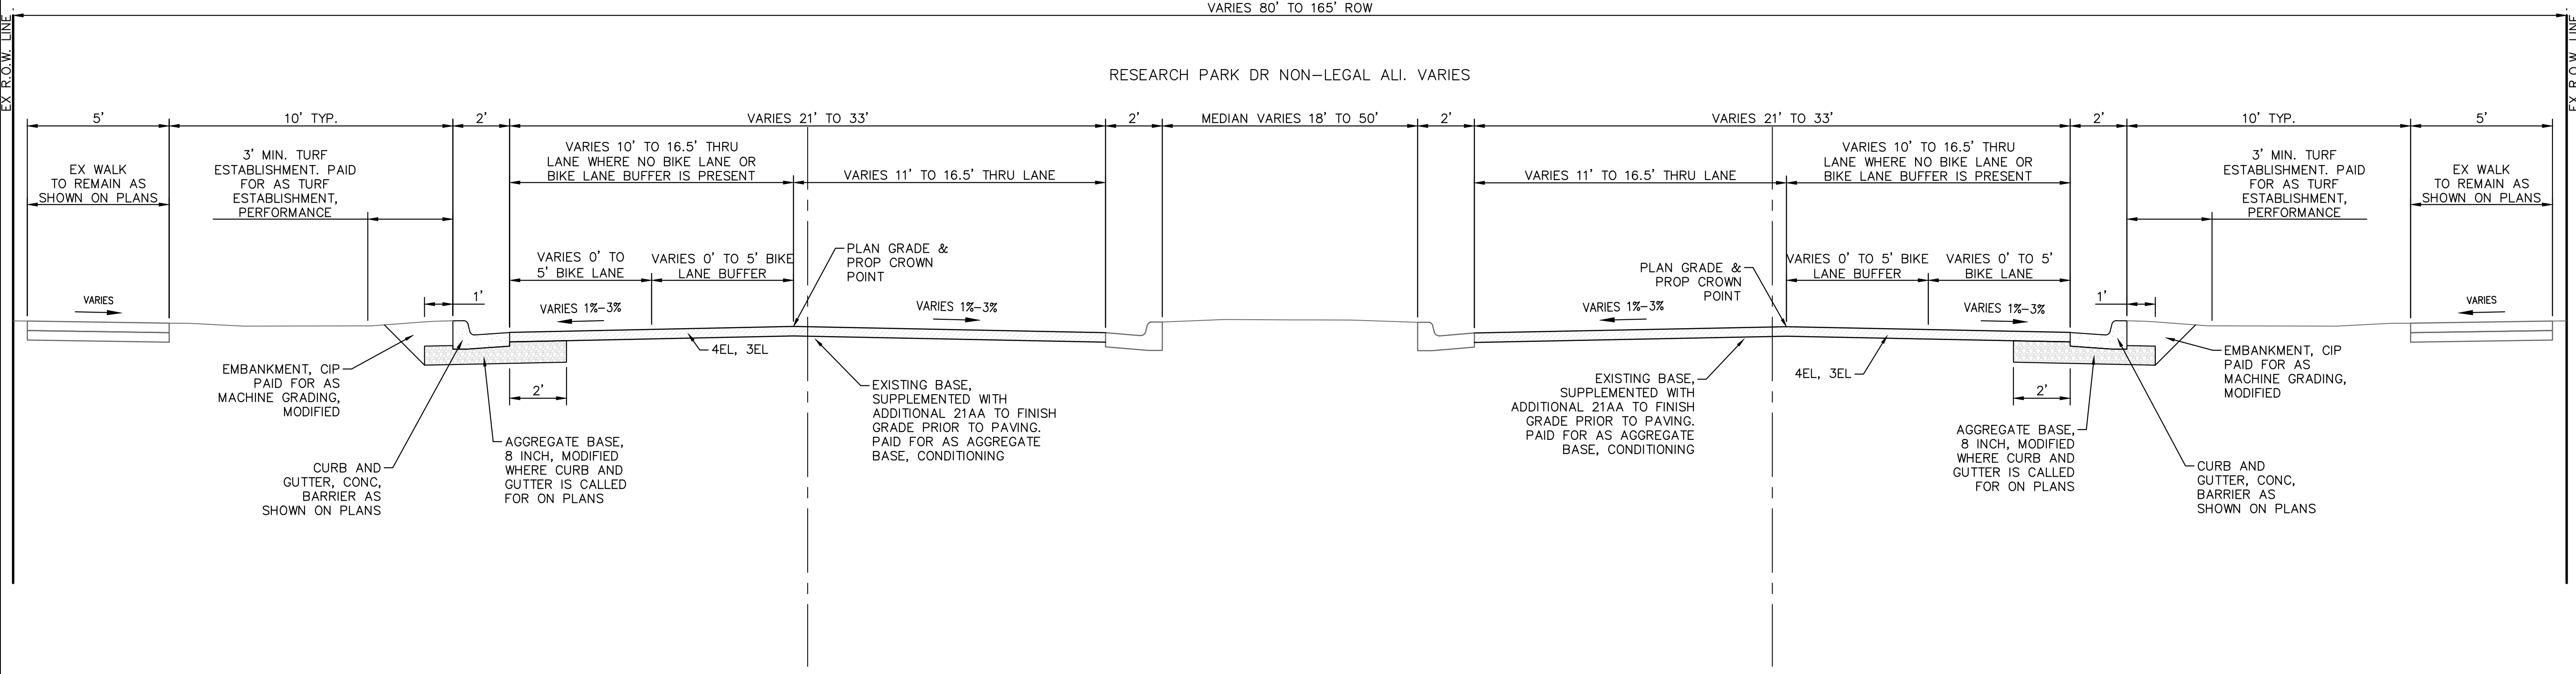 VARIES 80' TO 165' ROW
EX R.O.W. LINE
EX R.O.W. LINE
RESEARCH PARK DR NON-LEGAL ALI. VARIES
5'
10' TYP.
2'
VARIES 21' TO 33'
2'
MEDIAN VARIES 18' TO 50'
2'
VARIES 21' TO 33'
2'
10' TYP.
5'
EX WALK
TO REMAIN AS
SHOWN ON PLANS
3' MIN. TURF
ESTABLISHMENT. PAID
FOR AS TURF
ESTABLISHMENT,
PERFORMANCE
VARIES 10' TO 16.5' THRU
LANE WHERE NO BIKE LANE OR
BIKE LANE BUFFER IS PRESENT
VARIES 11' TO 16.5' THRU LANE
VARIES 11' TO 16.5' THRU LANE
VARIES 10' TO 16.5' THRU
LANE WHERE NO BIKE LANE OR
BIKE LANE BUFFER IS PRESENT
3' MIN. TURF
ESTABLISHMENT. PAID
FOR AS TURF
ESTABLISHMENT,
PERFORMANCE
EX WALK
TO REMAIN AS
SHOWN ON PLANS
VARIES 0' TO
5' BIKE LANE
VARIES 0' TO 5' BIKE
LANE BUFFER
PLAN GRADE &
PROP CROWN
POINT
PLAN GRADE &
PROP CROWN
POINT
VARIES 0' TO 5' BIKE
LANE BUFFER
VARIES 0' TO 5'
BIKE LANE
VARIES
1'
VARIES 1%-3%
VARIES 1%-3%
VARIES 1%-3%
VARIES 1%-3%
1'
VARIES
4EL, 3EL
4EL, 3EL
EMBANKMENT, CIP
PAID FOR AS
MACHINE GRADING,
MODIFIED
2'
EXISTING BASE,
SUPPLEMENTED WITH
ADDITIONAL 21AA TO FINISH
GRADE PRIOR TO PAVING.
PAID FOR AS AGGREGATE
BASE, CONDITIONING
EXISTING BASE,
SUPPLEMENTED WITH
ADDITIONAL 21AA TO FINISH
GRADE PRIOR TO PAVING.
PAID FOR AS AGGREGATE
BASE, CONDITIONING
2'
EMBANKMENT, CIP
PAID FOR AS
MACHINE GRADING,
MODIFIED
CURB AND
GUTTER, CONC,
BARRIER AS
SHOWN ON PLANS
AGGREGATE BASE,
8 INCH, MODIFIED
WHERE CURB AND
GUTTER IS CALLED
FOR ON PLANS
AGGREGATE BASE,
8 INCH, MODIFIED
WHERE CURB AND
GUTTER IS CALLED
FOR ON PLANS
CURB AND
GUTTER, CONC,
BARRIER AS
SHOWN ON PLANS